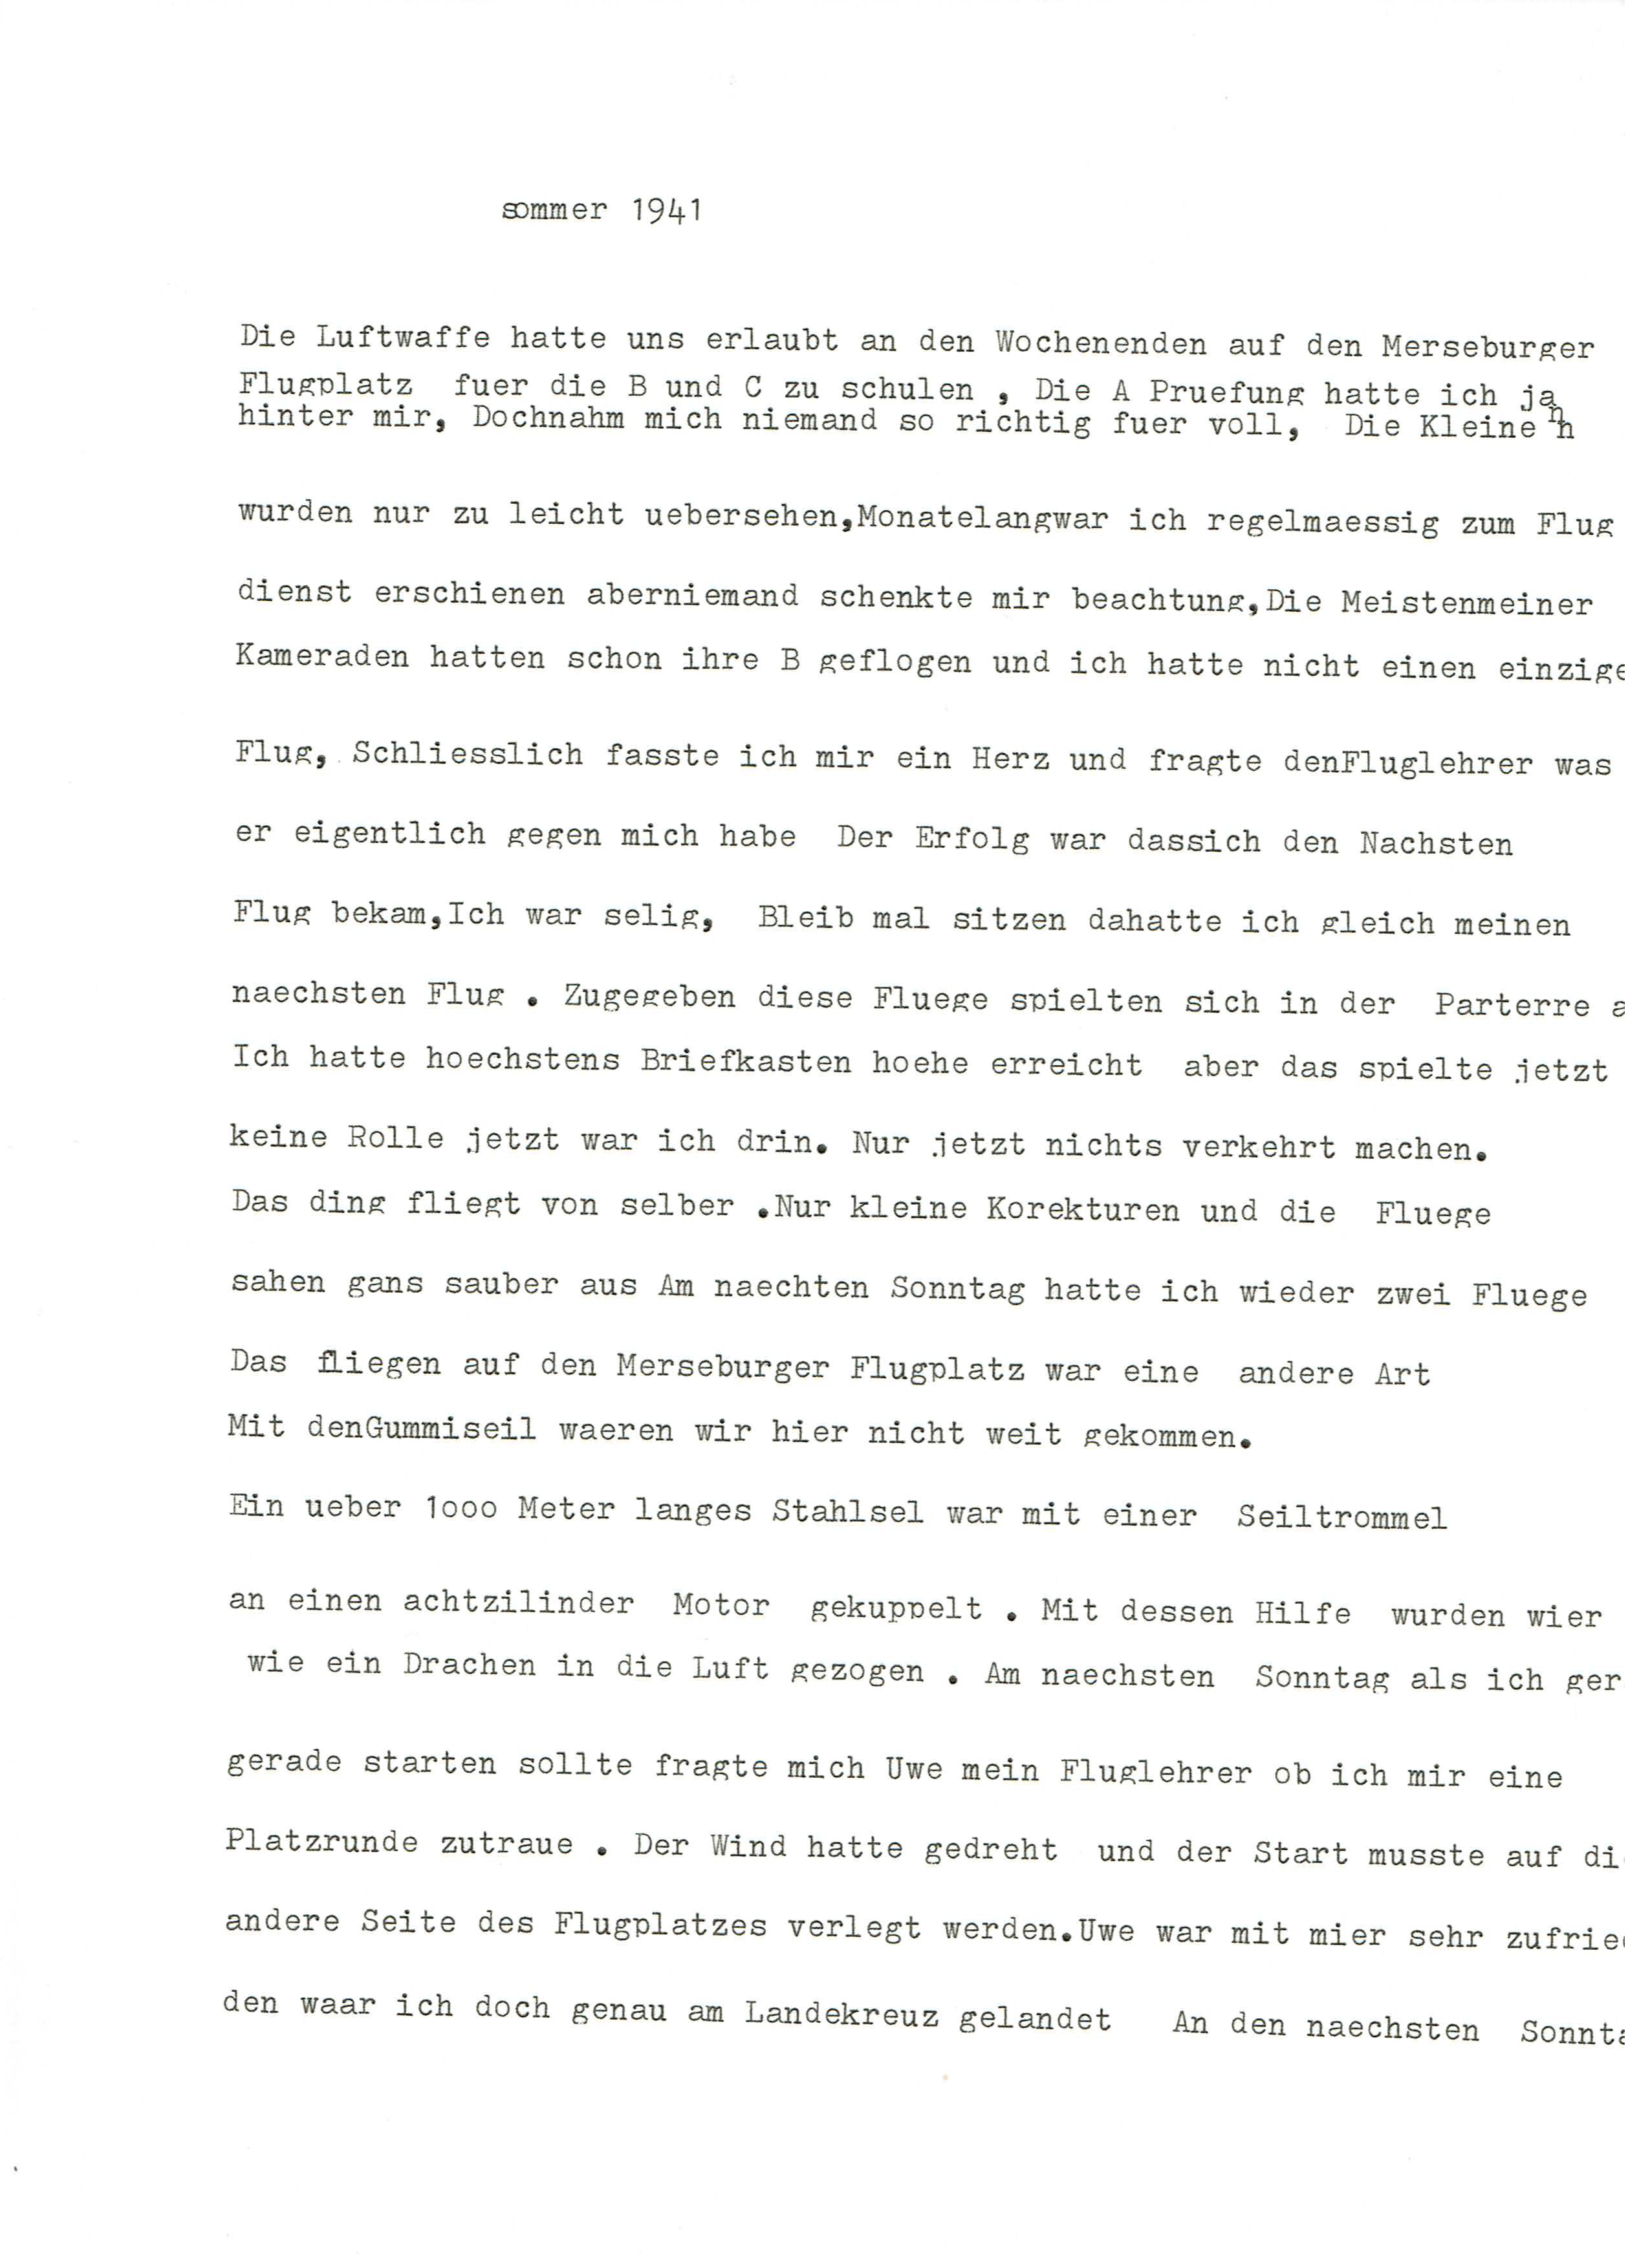 sommer 1941
Die Luftwaffe hatte uns erlaubt an den Wochenenden auf den Merseburger
Flugplatz fuer die B und C zu schulen , Die A Pruefung hatte ich ja
hinter mir, Dochnahm mich niemand so richtig fuer voll, Die Kleinen
wurden nur zu leicht uebersehen,Monatelangwar ich regelmaessig zum Flug
dienst erschienen aberniemand schenkte mir beachtung,Die Meistenmeiner
Kameraden hatten schon ihre B geflogen und ich hatte nicht einen einzige
Flug, Schliesslich fasste ich mir ein Herz und fragte denFluglehrer was
er eigentlich gegen mich habe Der Erfolg war dassich den Nachsten
Flug bekam,Ich war selig, Bleib mal sitzen dahatte ich gleich meinen
naechsten Flug . Zugegeben diese Fluege spielten sich in der Parterre a
Ich hatte hoechstens Briefkasten hoehe erreicht aber das spielte jetzt
keine Rolle jetzt war ich drin. Nur jetzt nichts verkehrt machen.
Das ding fliegt von selber .Nur kleine Korekturen und die Fluege
sahen gans sauber aus Am naechten Sonntag hatte ich wieder zwei Fluege
Das fliegen auf den Merseburger Flugplatz war eine andere Art
Mit denGummiseil waeren wir hier nicht weit gekommen.
Ein ueber 1ooo Meter langes Stahlsel war mit einer Seiltrommel
an einen achtzilinder Motor gekuppelt . Mit dessen Hilfe wurden wier
wie ein Drachen in die Luft gezogen . Am naechsten Sonntag als ich ger
gerade starten sollte fragte mich Uwe mein Fluglehrer ob ich mir eine
Platzrunde zutraue . Der Wind hatte gedreht und der Start musste auf di
andere Seite des Flugplatzes verlegt werden.Uwe war mit mier sehr zufrie
den waar ich doch genau am Landekreuz gelandet An den naechsten Sonnta